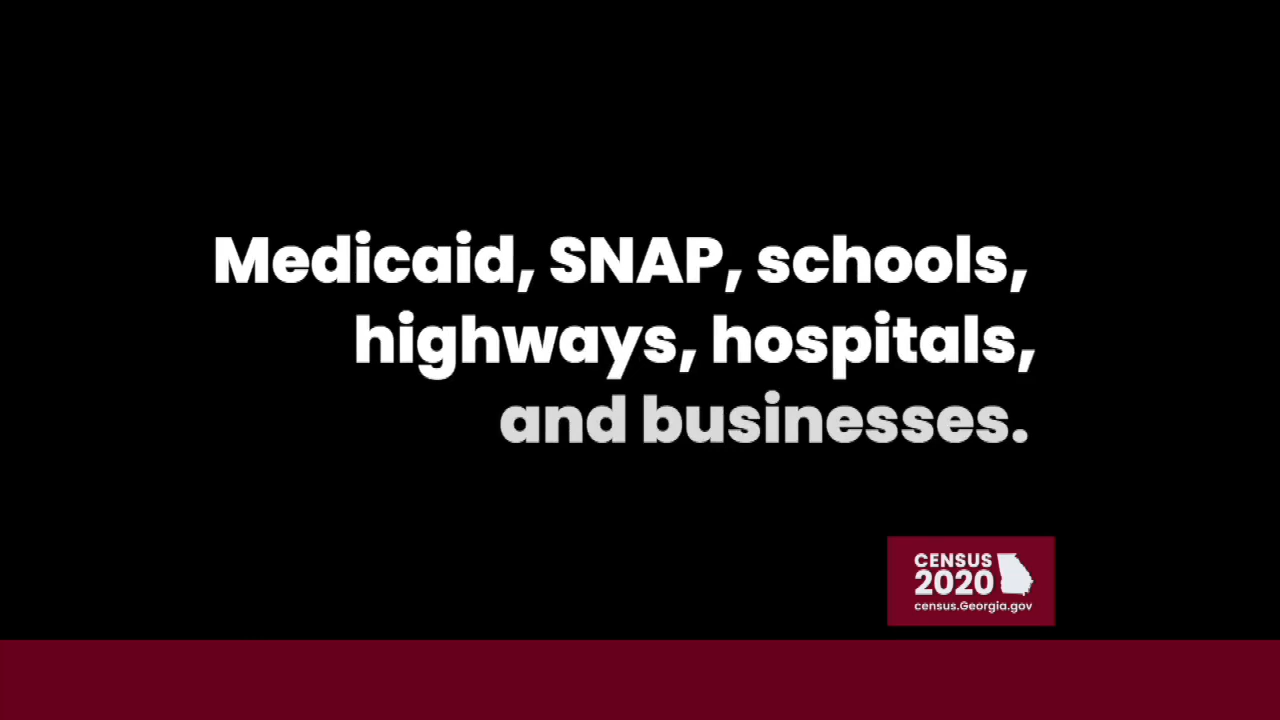 Medicaid, SNAP, schools,
highways, hospitals,
and businesses.
CENSUS
2020
census.Georgia.gov